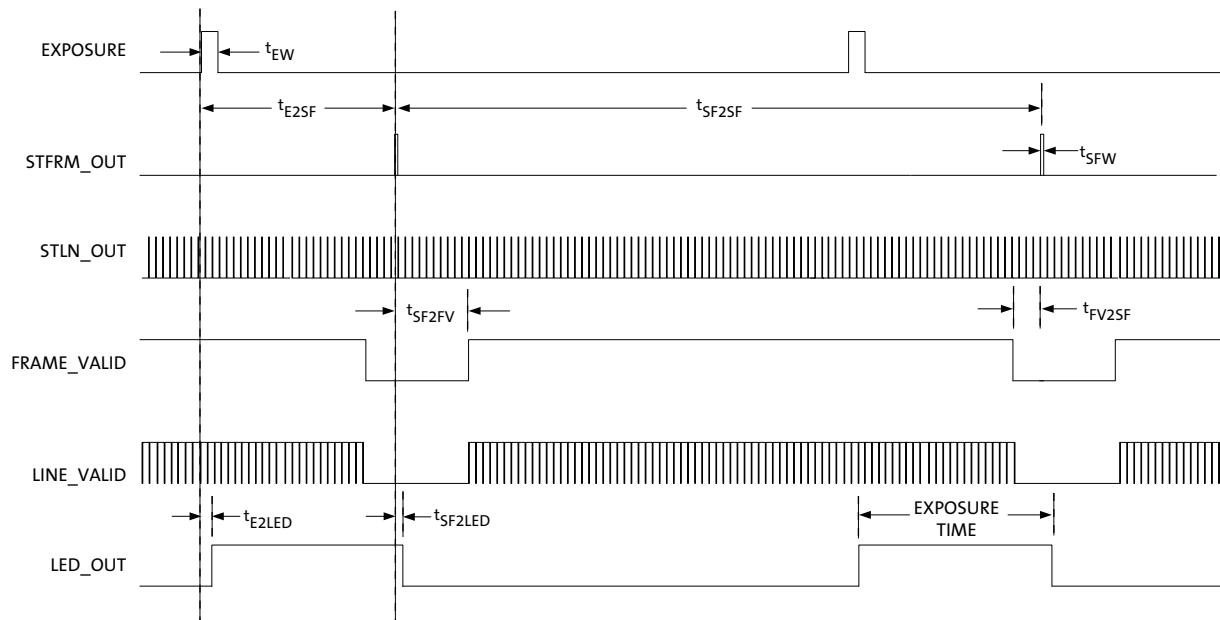 EXPOSURE
tEW
tE2SF
tSF2SF
STFRM_OUT
tSFW
STLN_OUT
tSF2FV
tFV2SF
FRAME_VALID
LINE_VALID
tE2LED
tSF2LED
EXPOSURE
TIME
LED_OUT